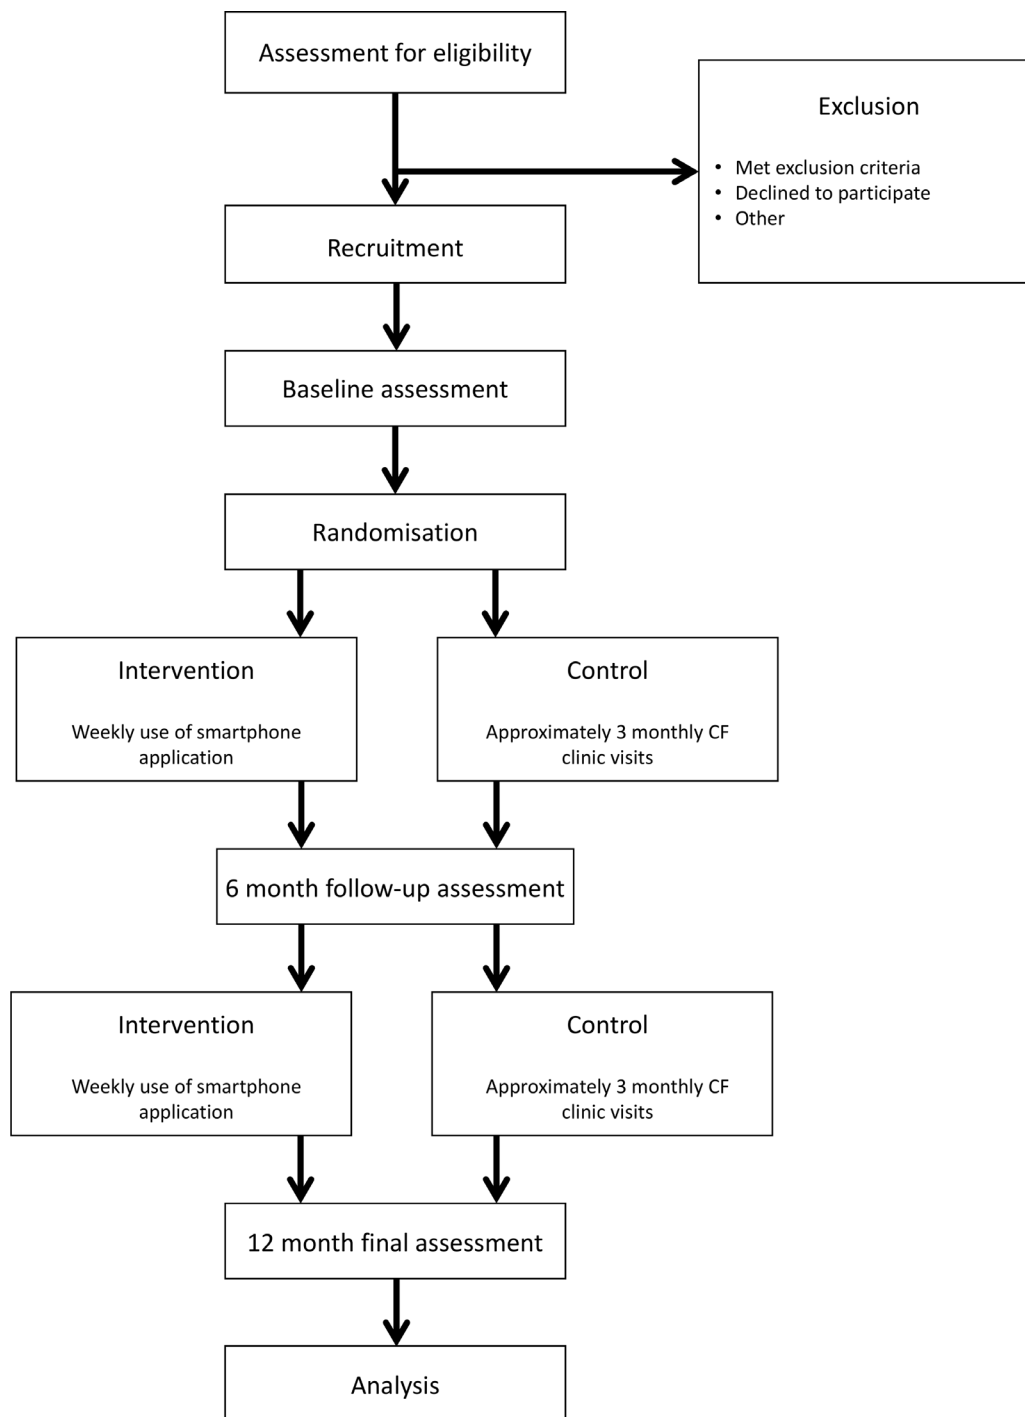 Assessment for eligibility
Exclusion
• Met exclusion criteria
• Declined to participate
• Other
Recruitment
Baseline assessment
Randomisation
Intervention
Weekly use of smartphone
application
Control
Approximately 3 monthly CF
clinic visits
6 month follow-up assessment
Intervention
Weekly use of smartphone
application
Control
Approximately 3 monthly CF
clinic visits
12 month final assessment
Analysis